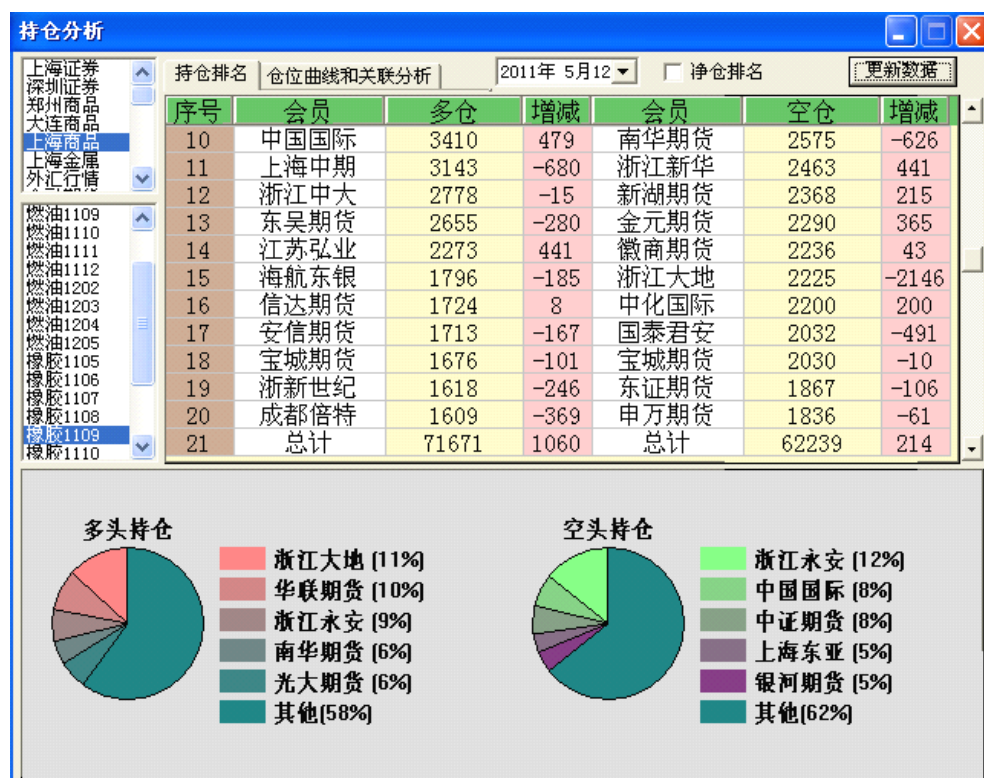 持仓分析
上海证券
深圳证券
郑州商品
大连商品
上海商品
上海金属
外汇行情
持仓排名 仓位曲线和关联分析 2011年 5月12 净仓排名 更新数据
序号 会员 多仓 增减 会员 空仓 增减
10 中国国际 3410 479 南华期货 2575 -626
11 上海中期 3143 -680 浙江新华 2463 441
12 浙江中大 2778 -15 新湖期货 2368 215
13 东吴期货 2655 -280 金元期货 2290 365
14 江苏弘业 2273 441 徽商期货 2236 43
15 海航东银 1796 -185 浙江大地 2225 -2146
16 信达期货 1724 8 中化国际 2200 200
17 安信期货 1713 -167 国泰君安 2032 -491
18 宝城期货 1676 -101 宝城期货 2030 -10
19 浙新世纪 1618 -246 东证期货 1867 -106
20 成都倍特 1609 -369 申万期货 1836 -61
21 总计 71671 1060 总计 62239 214
燃油1109
燃油1110
燃油1111
燃油1112
燃油1202
燃油1203
燃油1204
燃油1205
橡胶1105
橡胶1106
橡胶1107
橡胶1108
橡胶1109
橡胶1110
多头持仓
浙江大地 (11%)
华联期货 (10%)
浙江永安 (9%)
南华期货 (6%)
光大期货 (6%)
其他(58%)
空头持仓
浙江永安 (12%)
中国国际 (8%)
中证期货 (8%)
上海东亚 (5%)
银河期货 (5%)
其他(62%)